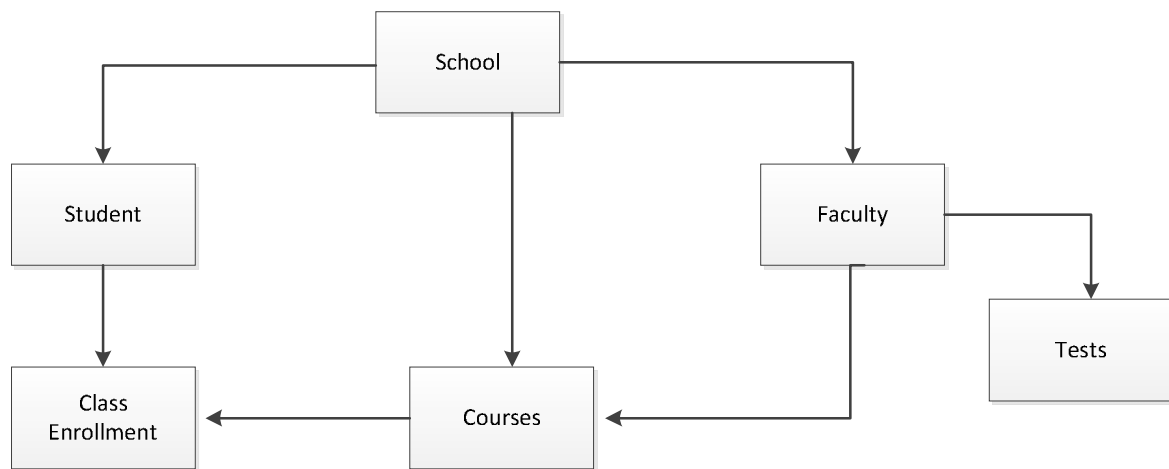 School
Student
Faculty
Tests
Class
Enrollment
Courses